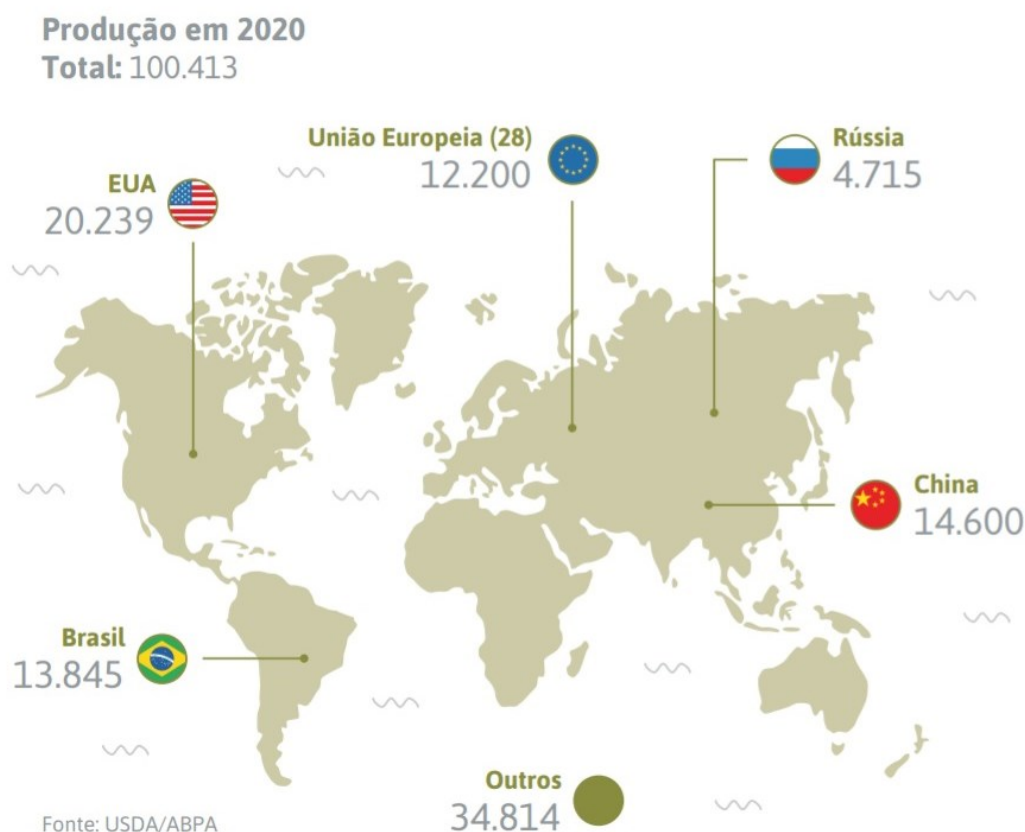 Produção em 2020
Total: 100.413
União Europeia (28)
12.200
Rússia
4.715
EUA
20.239
China
14.600
Brasil
13.845
Outros
34.814
Fonte: USDA/ABPA